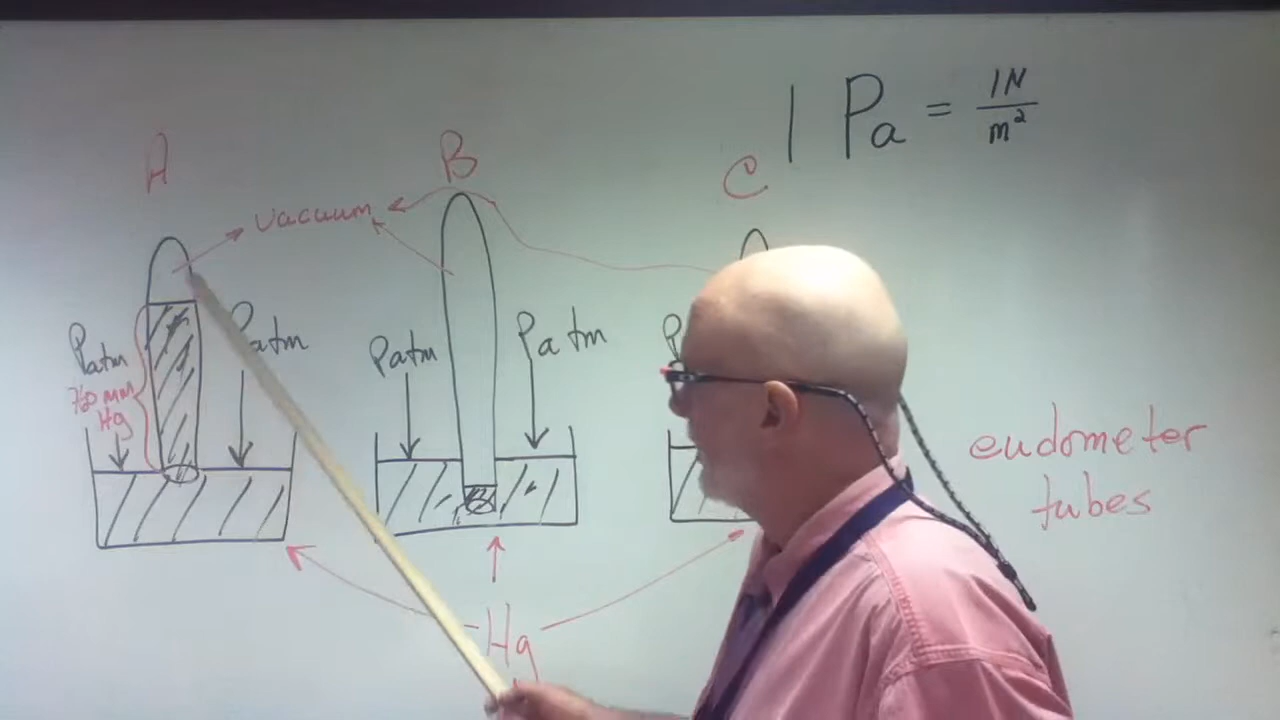 1 Pa = 1N
m²
A
B
C
vacuum
Patm
Patm
Patm
Patm
P
760 mm
Hg
eudometer
tubes
Hg